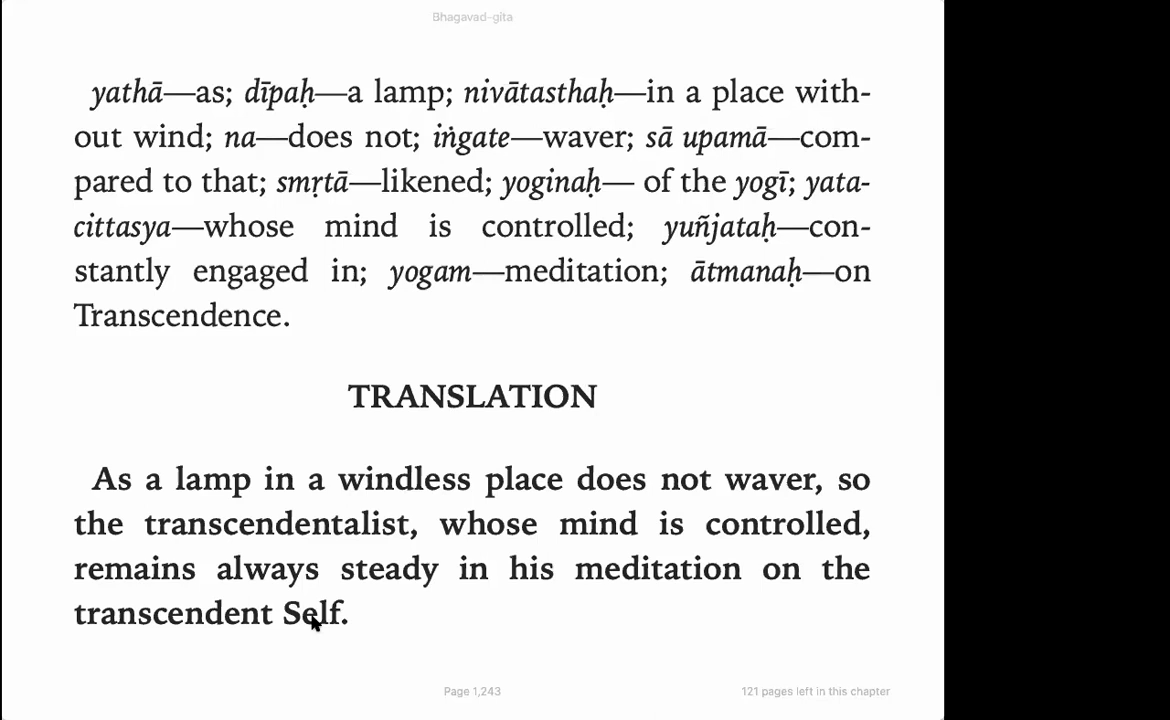 Bhagavad-gita
yathā—as; dīpaḥ—a lamp; nivātasthaḥ—in a place with-
out wind; na—does not; iṅgate—waver; sā upamā—com-
pared to that; smṛtā—likened; yoginaḥ— of the yogī; yata-
cittasya—whose mind is controlled; yuñjataḥ—con-
stantly engaged in; yogam—meditation; ātmanaḥ—on
Transcendence.
TRANSLATION
As a lamp in a windless place does not waver, so
the transcendentalist, whose mind is controlled,
remains always steady in his meditation on the
transcendent Self.
Page 1,243
121 pages left in this chapter